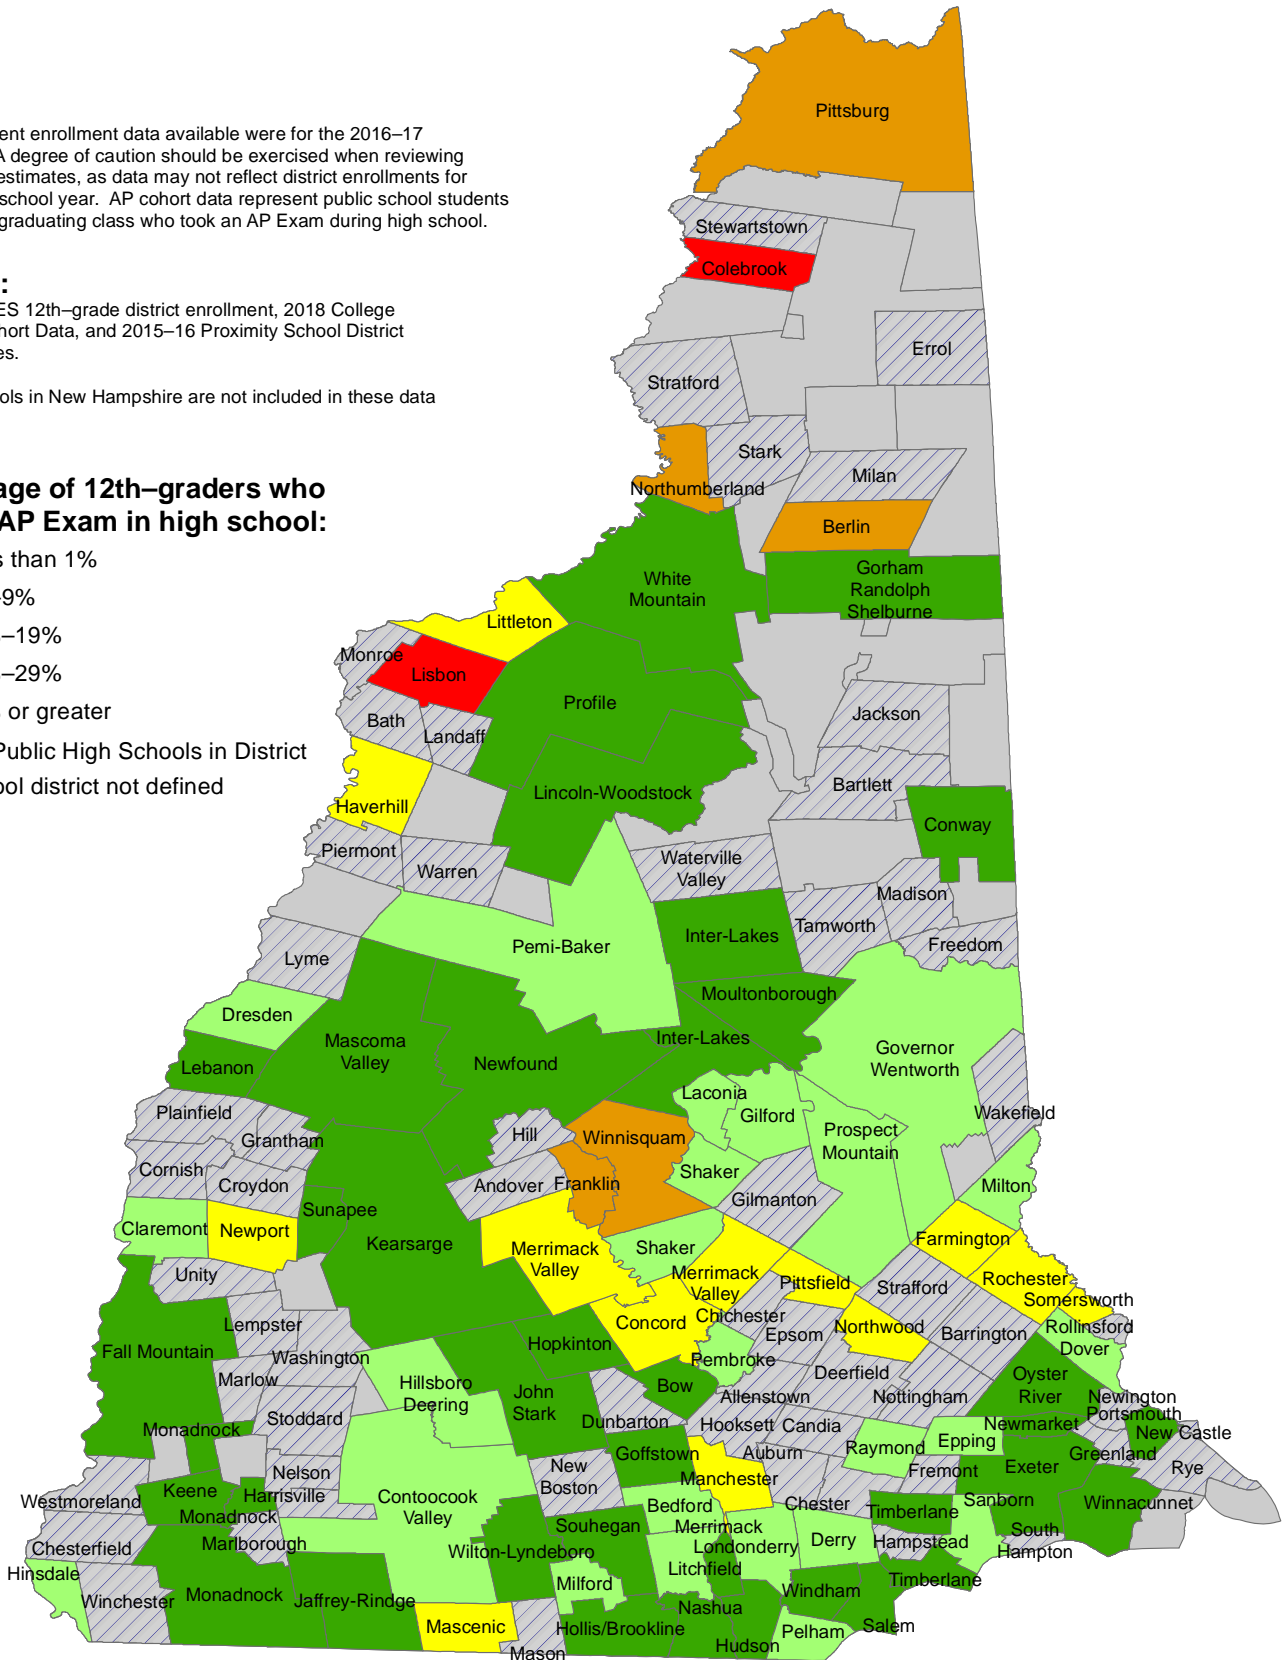 ent enrollment data available were for the 2016–17
A degree of caution should be exercised when reviewing
estimates, as data may not reflect district enrollments for
school year.  AP cohort data represent public school students
graduating class who took an AP Exam during high school.
:
ES 12th–grade district enrollment, 2018 College
hort Data, and 2015–16 Proximity School District
es.
ols in New Hampshire are not included in these data
age of 12th–graders who
AP Exam in high school:
s than 1%
–9%
–19%
–29%
or greater
Public High Schools in District
ool district not defined
Pittsburg
Stewartstown
Colebrook
Errol
Stratford
Stark
Milan
Northumberland
Berlin
White
Mountain
Gorham
Randolph
Shelburne
Littleton
Monroe
Lisbon
Profile
Bath
Landaff
Jackson
Bartlett
Lincoln-Woodstock
Haverhill
Conway
Piermont
Warren
Waterville
Valley
Madison
Tamworth
Inter-Lakes
Freedom
Pemi-Baker
Lyme
Moultonborough
Dresden
Mascoma
Valley
Inter-Lakes
Governor
Wentworth
Newfound
Lebanon
Laconia
Gilford
Plainfield
Wakefield
Grantham
Hill
Winnisquam
Prospect
Mountain
Cornish
Croydon
Andover
Franklin
Shaker
Gilmanton
Milton
Sunapee
Claremont
Newport
Kearsarge
Merrimack
Valley
Shaker
Farmington
Unity
Merrimack
Valley
Pittsfield
Strafford
Rochester
Somersworth
Lempster
Concord
Chichester
Epsom
Northwood
Barrington
Rollinsford
Dover
Fall Mountain
Washington
Hopkinton
Pembroke
Marlow
Hillsboro
Deering
John
Stark
Bow
Deerfield
Oyster
River
Allenstown
Nottingham
Newington
Stoddard
Dunbarton
Hooksett
Candia
Newmarket
Portsmouth
New Castle
Monadnock
Goffstown
Auburn
Raymond
Epping
Greenland
Rye
Nelson
New
Boston
Manchester
Fremont
Exeter
Keene
Harrisville
Westmoreland
Contoocook
Valley
Bedford
Chester
Sanborn
Winnacunnet
Monadnock
Souhegan
Merrimack
Timberlane
South
Hampton
Chesterfield
Marlborough
Wilton-Lyndeboro
Londonderry
Derry
Hampstead
Hinsdale
Litchfield
Timberlane
Milford
Winchester
Monadnock
Jaffrey-Rindge
Windham
Nashua
Salem
Mascenic
Hollis/Brookline
Hudson
Pelham
Mason